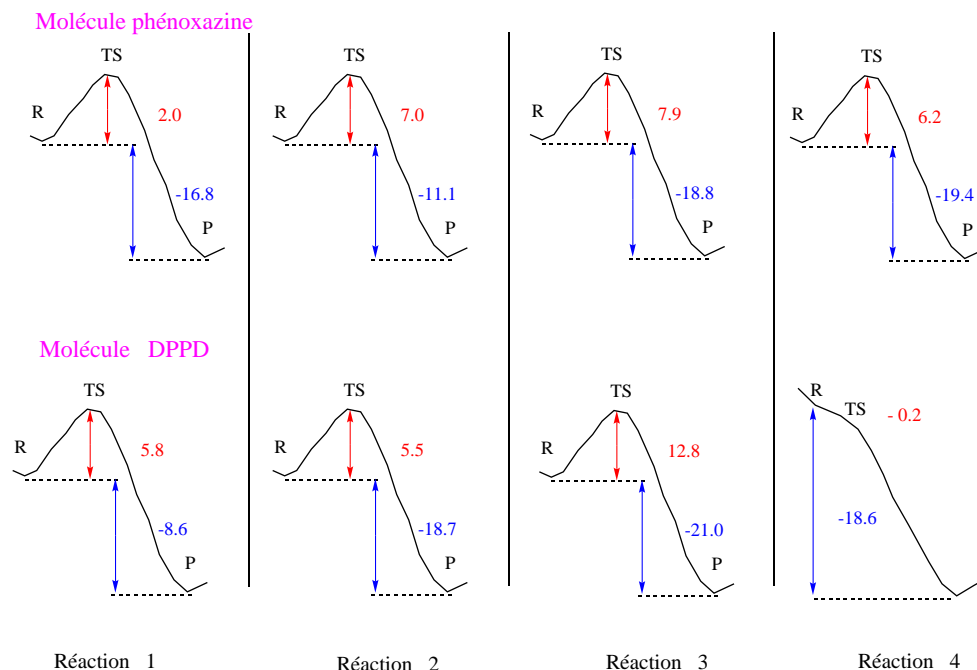 Molécule phénoxazine
TS TS TS TS
R 2.0 R 7.0 R 7.9 R 6.2
-16.8 -11.1 -18.8 -19.4
P P P P
Molécule DPPD
TS TS TS R TS - 0.2
R 5.8 R 5.5 R 12.8
-8.6 -18.7 -21.0 -18.6
P P P P
Réaction 1 Réaction 2 Réaction 3 Réaction 4